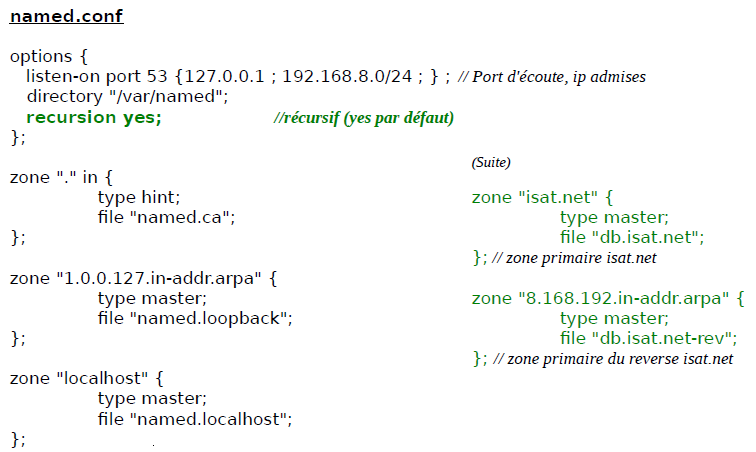 named.conf
options {
listen-on port 53 {127.0.0.1 ; 192.168.8.0/24 ; } ; // Port d'écoute, ip admises
directory "/var/named";
recursion yes; //récursif (yes par défaut)
};
zone "." in {
type hint;
file "named.ca";
};
zone "1.0.0.127.in-addr.arpa" {
type master;
file "named.loopback";
};
zone "localhost" {
type master;
file "named.localhost";
};
(Suite)
zone "isat.net" {
type master;
file "db.isat.net";
}; // zone primaire isat.net
zone "8.168.192.in-addr.arpa" {
type master;
file "db.isat.net-rev";
}; // zone primaire du reverse isat.net